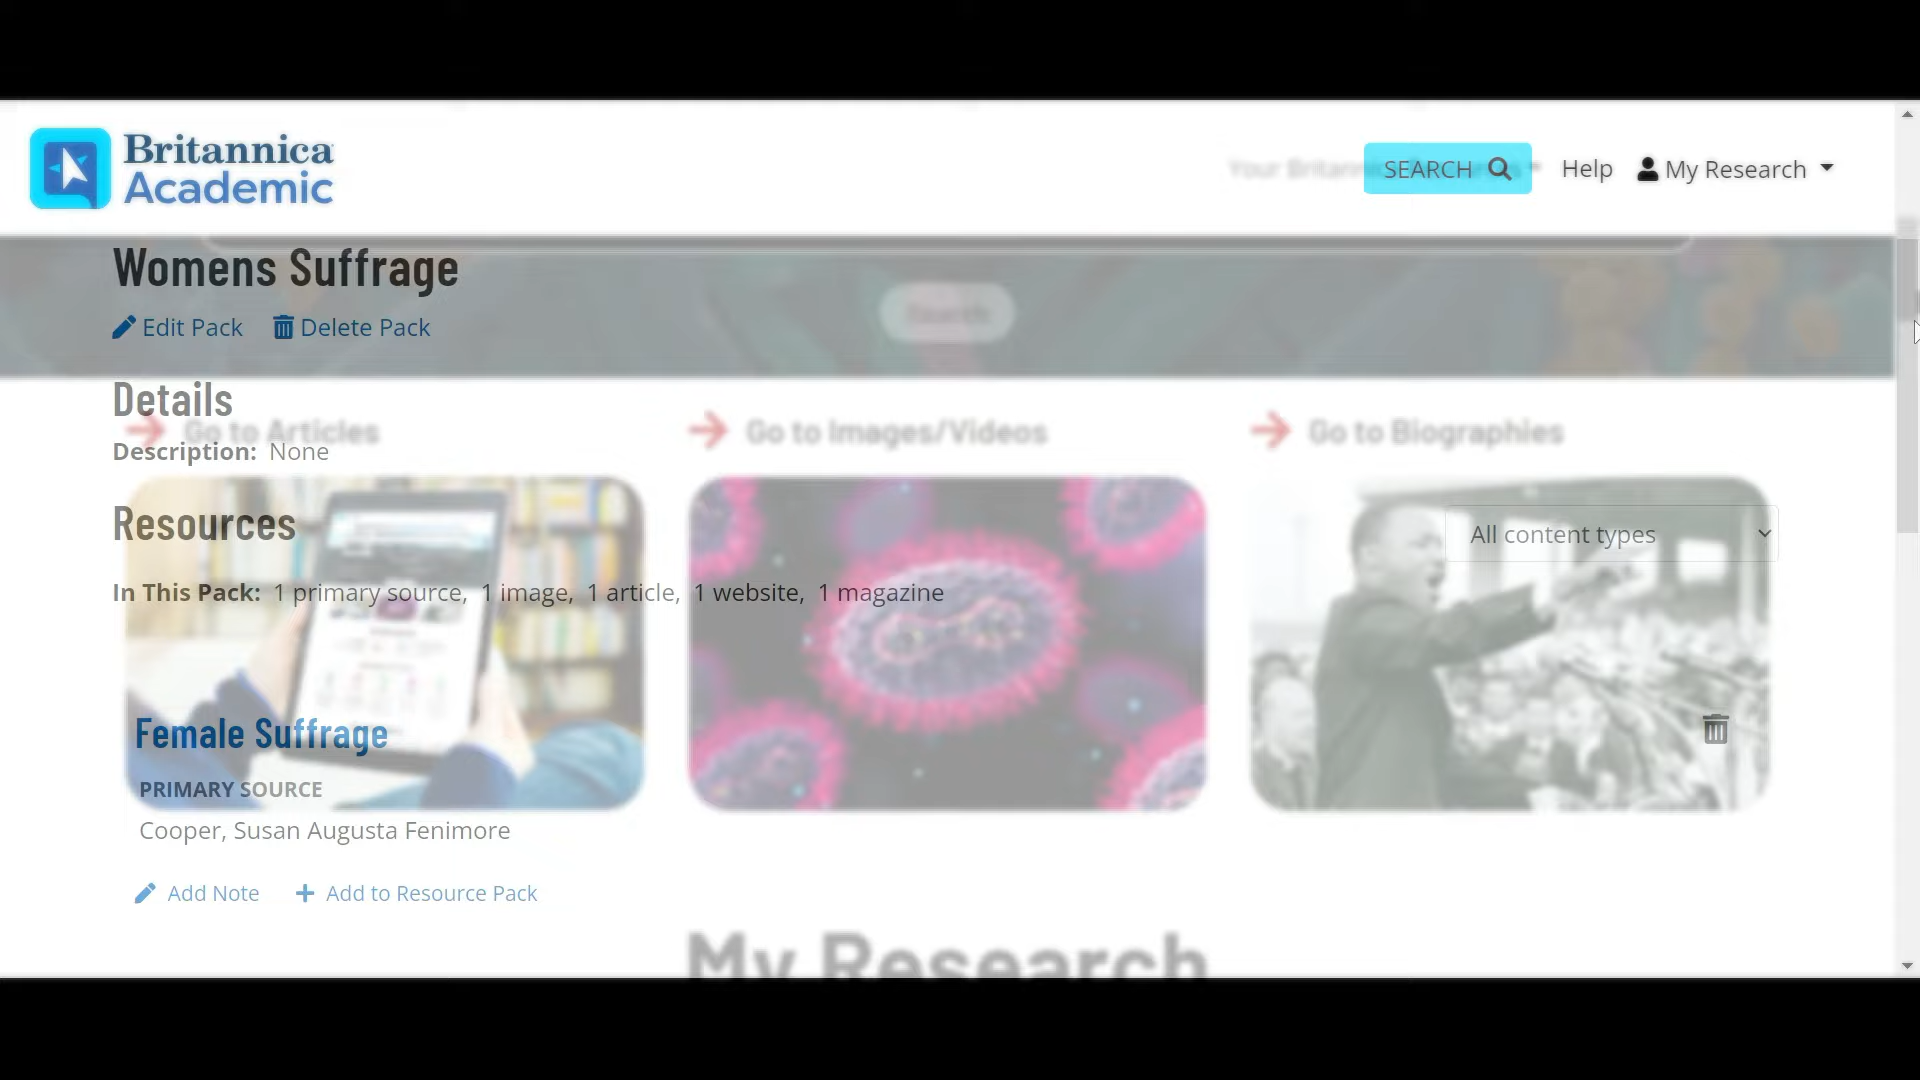 Britannica
Academic
Your Britannic
SEARCH
Help
My Research
Womens Suffrage
Edit Pack
Delete Pack
Search
Details
Go to Articles
Go to Images/Videos
Go to Biographies
Description: None
Resources
All content types
In This Pack: 1 primary source, 1 image, 1 article, 1 website, 1 magazine
Female Suffrage
PRIMARY SOURCE
Cooper, Susan Augusta Fenimore
Add Note
Add to Resource Pack
My Research